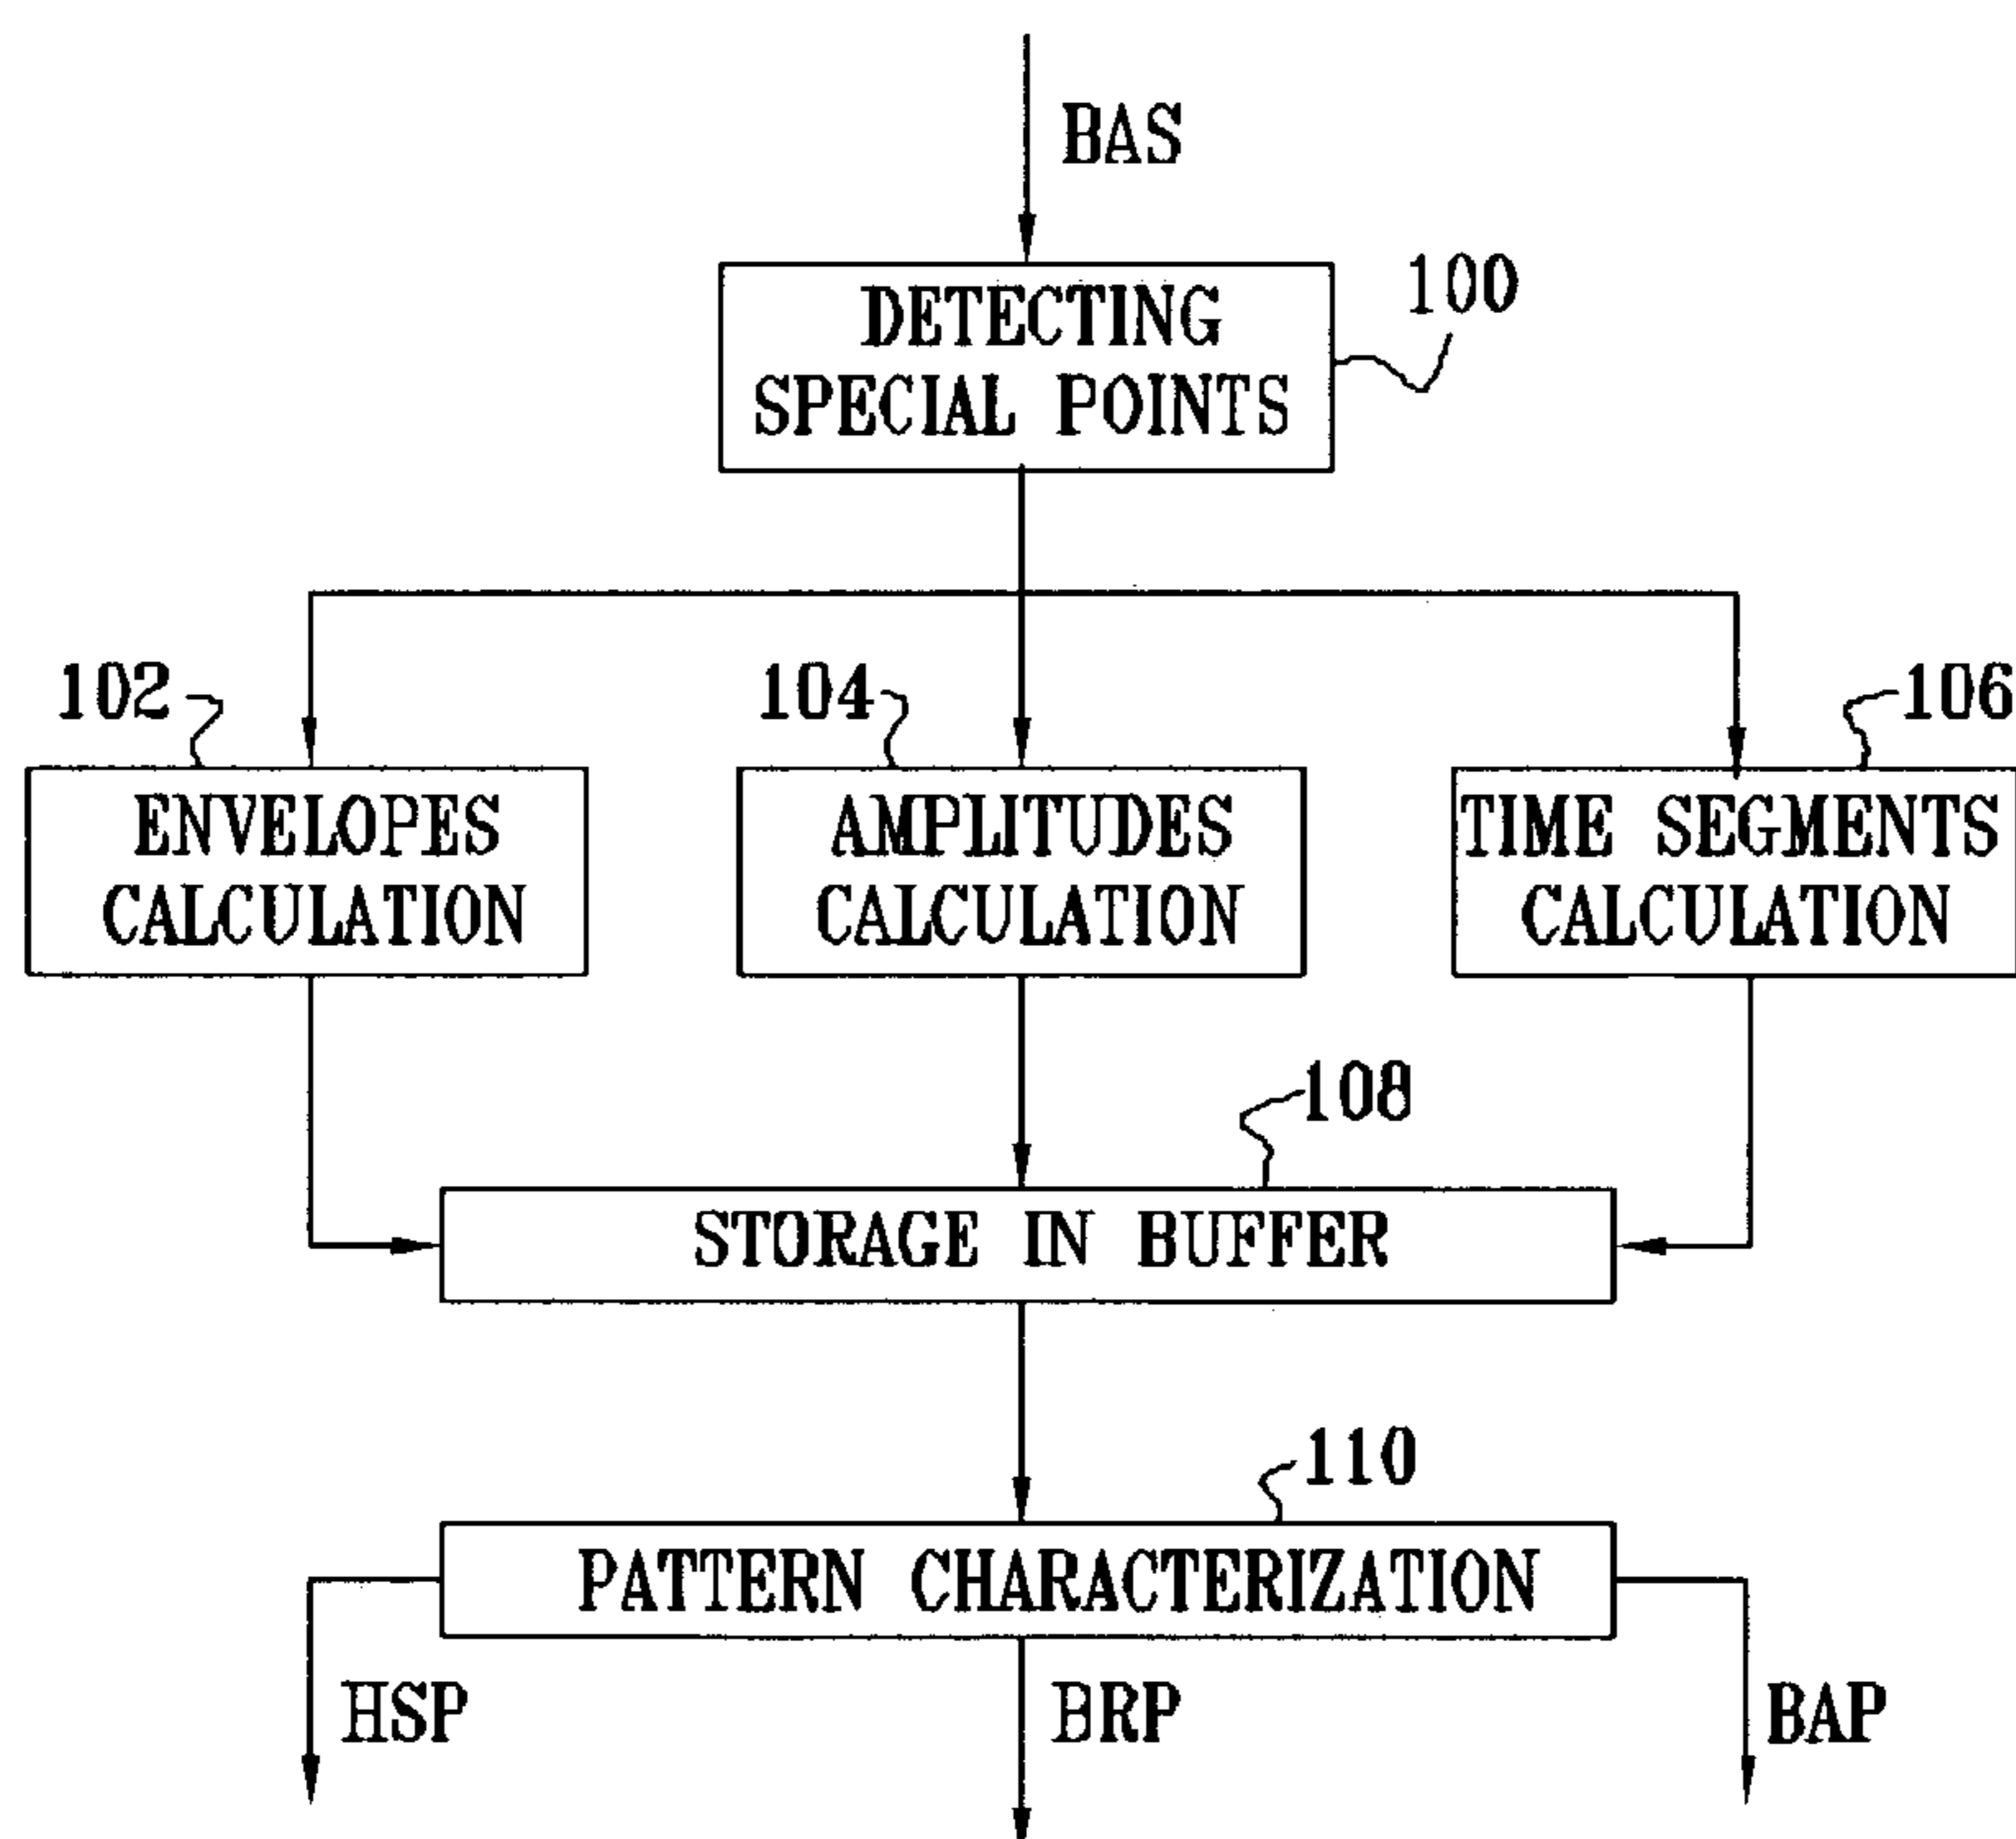 BAS
DETECTING
SPECIAL POINTS
100
102
104
106
ENVELOPES
CALCULATION
AMPLITUDES
CALCULATION
TIME SEGMENTS
CALCULATION
108
STORAGE IN BUFFER
110
PATTERN CHARACTERIZATION
HSP
BRP
BAP